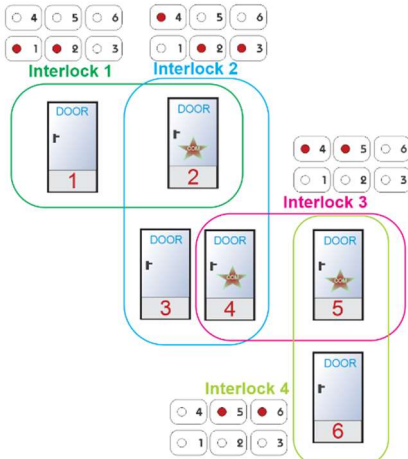 4 5 6 4 5 6
1 2 3 1 2 3
Interlock 1 Interlock 2
DOOR DOOR
1 2
4 5 6
1 2 3
Interlock 3
DOOR DOOR DOOR
3 4 5
DOOR
Interlock 4
4 5 6
6
1 2 3